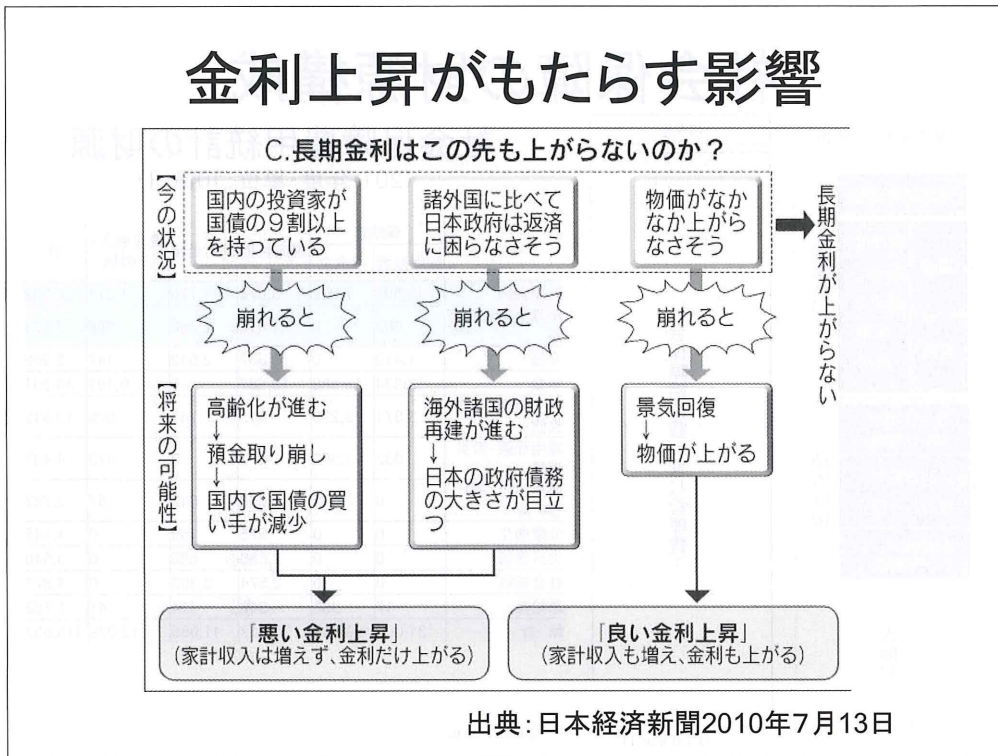 金利上昇がもたらす影響
C.長期金利はこの先も上がらないのか？
【今の状況】
国内の投資家が
国債の９割以上
を持っている
諸外国に比べて
日本政府は返済
に困らなさそう
物価がなか
なか上がら
なさそう
長期金利が上がらない
崩れると
崩れると
崩れると
【将来の可能性】
高齢化が進む
↓
預金取り崩し
↓
国内で国債の買
い手が減少
海外諸国の財政
再建が進む
↓
日本の政府債務
の大きさが目立
つ
景気回復
↓
物価が上がる
「悪い金利上昇」
（家計収入は増えず、金利だけ上がる）
「良い金利上昇」
（家計収入も増え、金利も上がる）
出典：日本経済新聞2010年7月13日